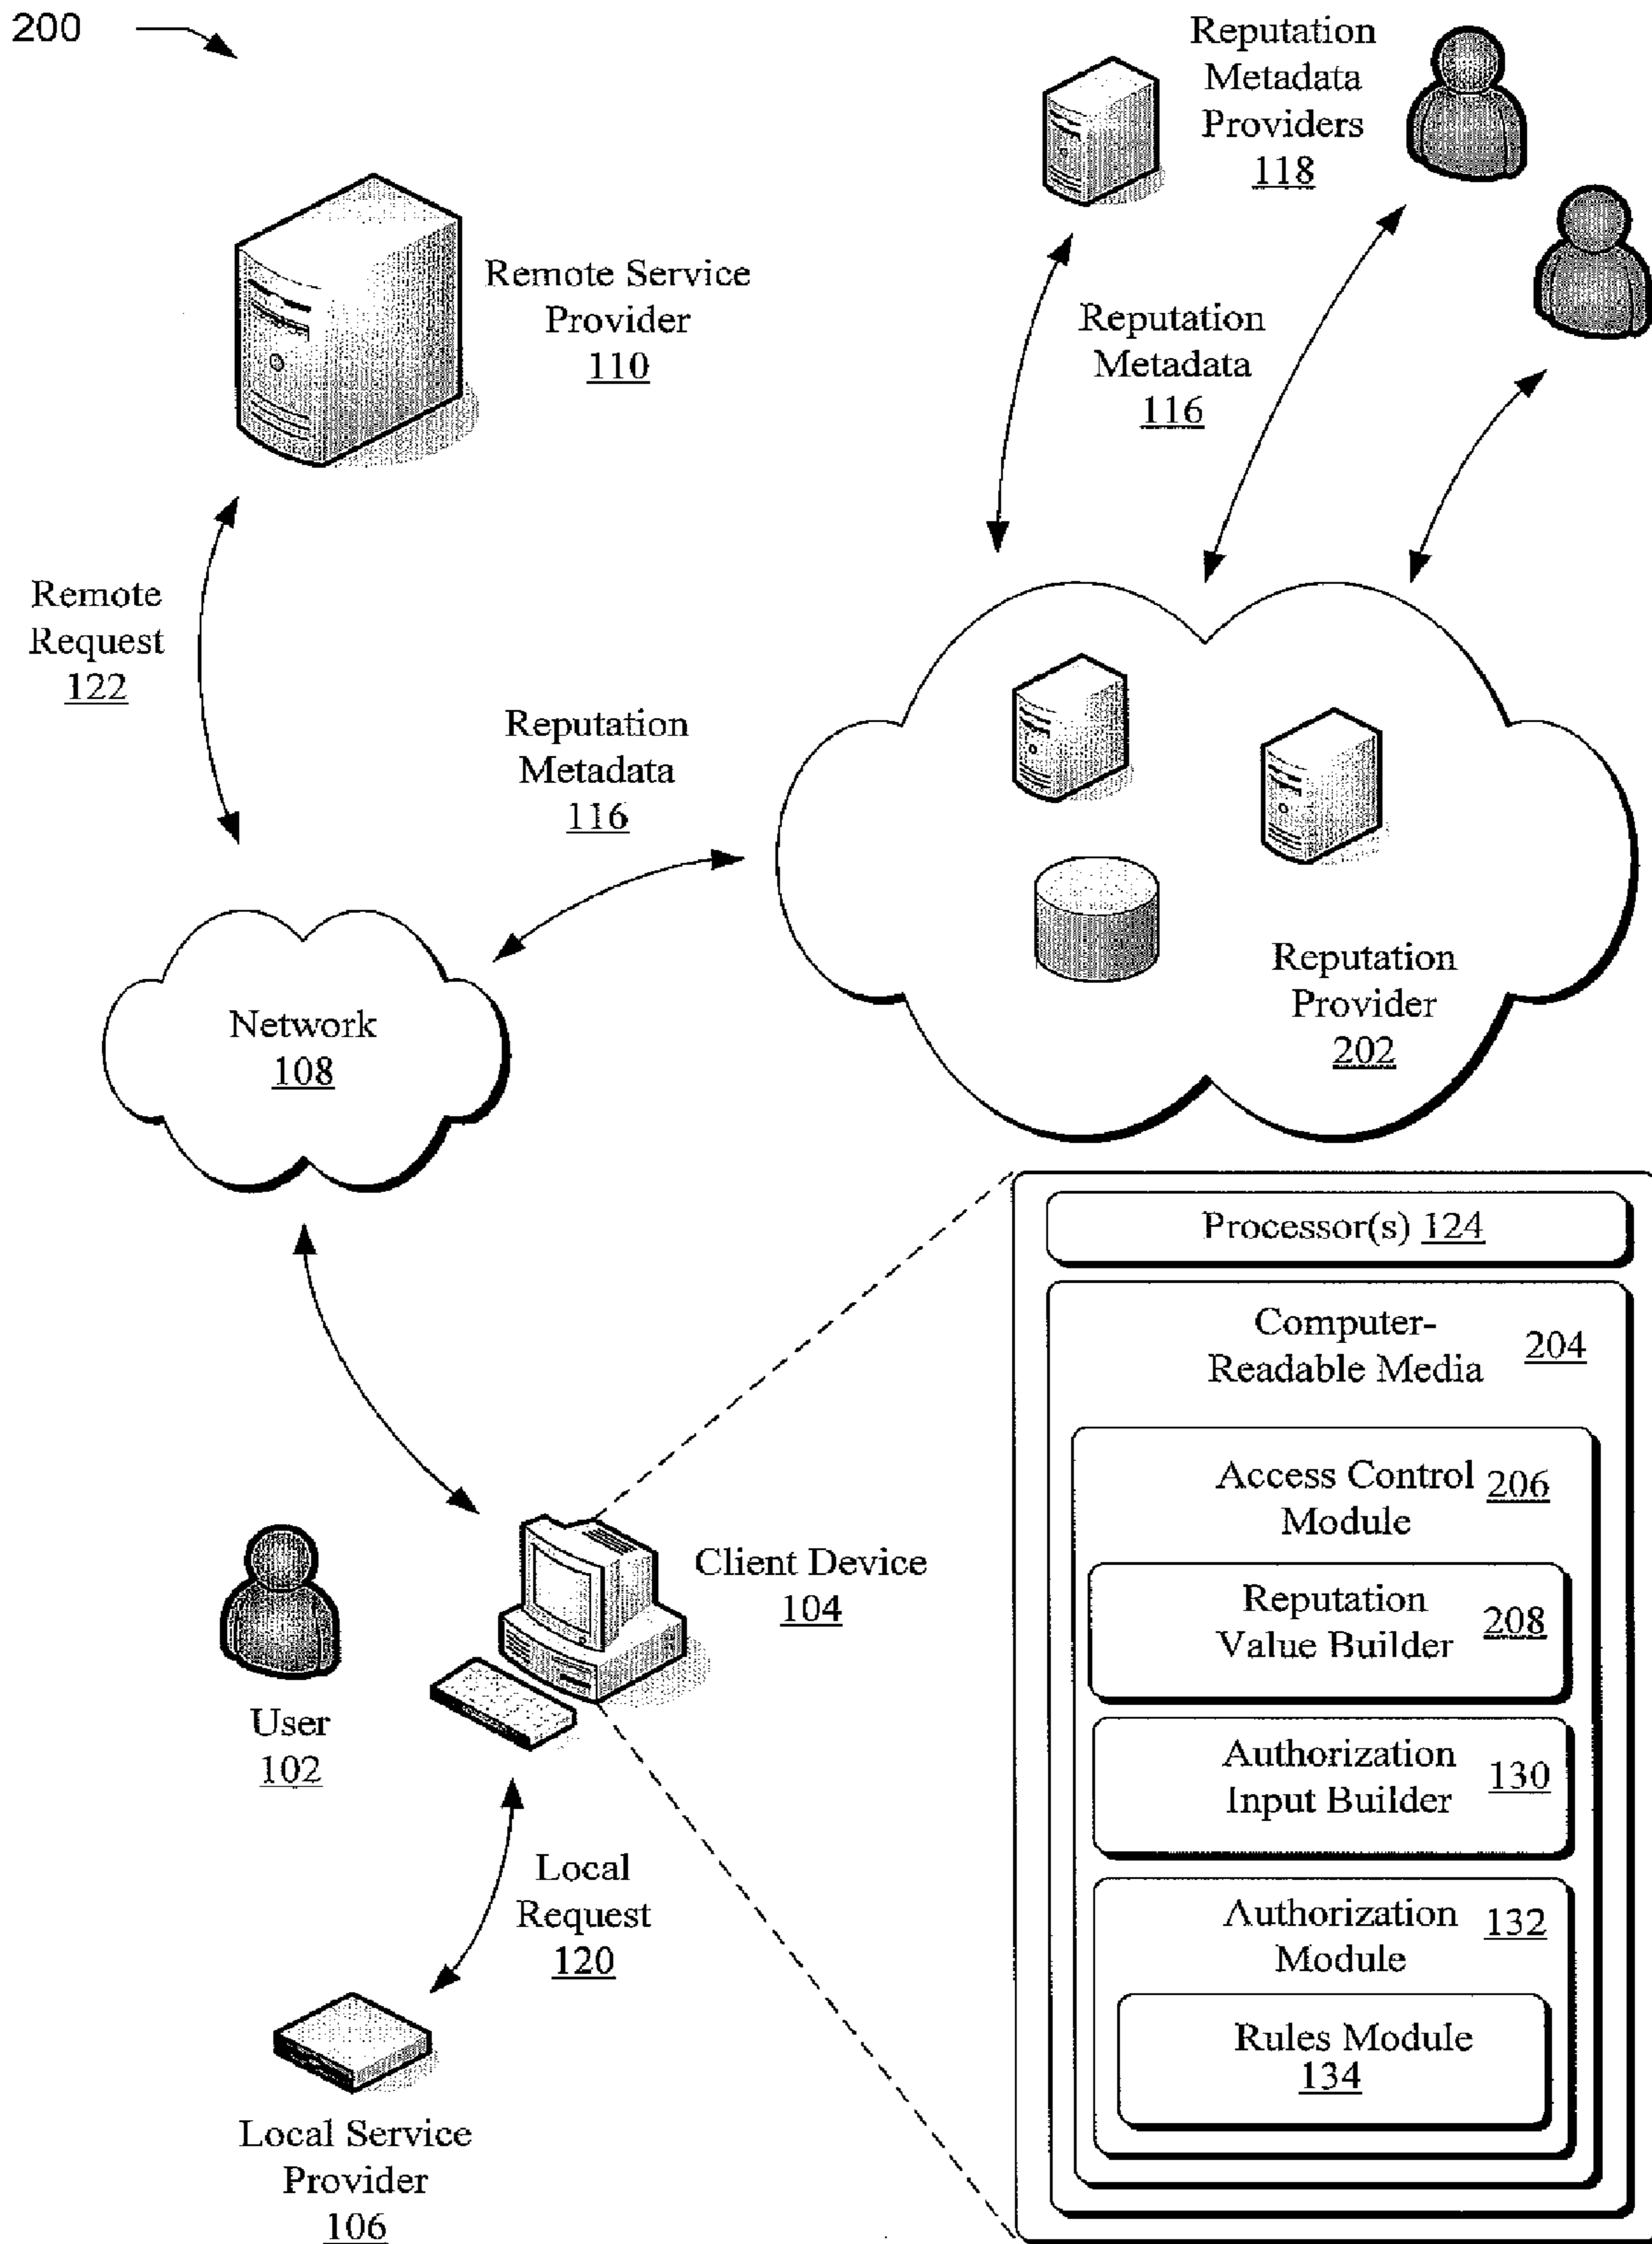 200
Reputation
Metadata
Providers
118
Remote Service
Provider
110
Reputation
Metadata
116
Remote
Request
122
Reputation
Metadata
116
Network
108
Reputation
Provider
202
Processor(s) 124
Computer-
Readable Media
204
Access Control
Module
206
Reputation
Value Builder
208
Authorization
Input Builder
130
Authorization
Module
132
Rules Module
134
Client Device
104
User
102
Local
Request
120
Local Service
Provider
106